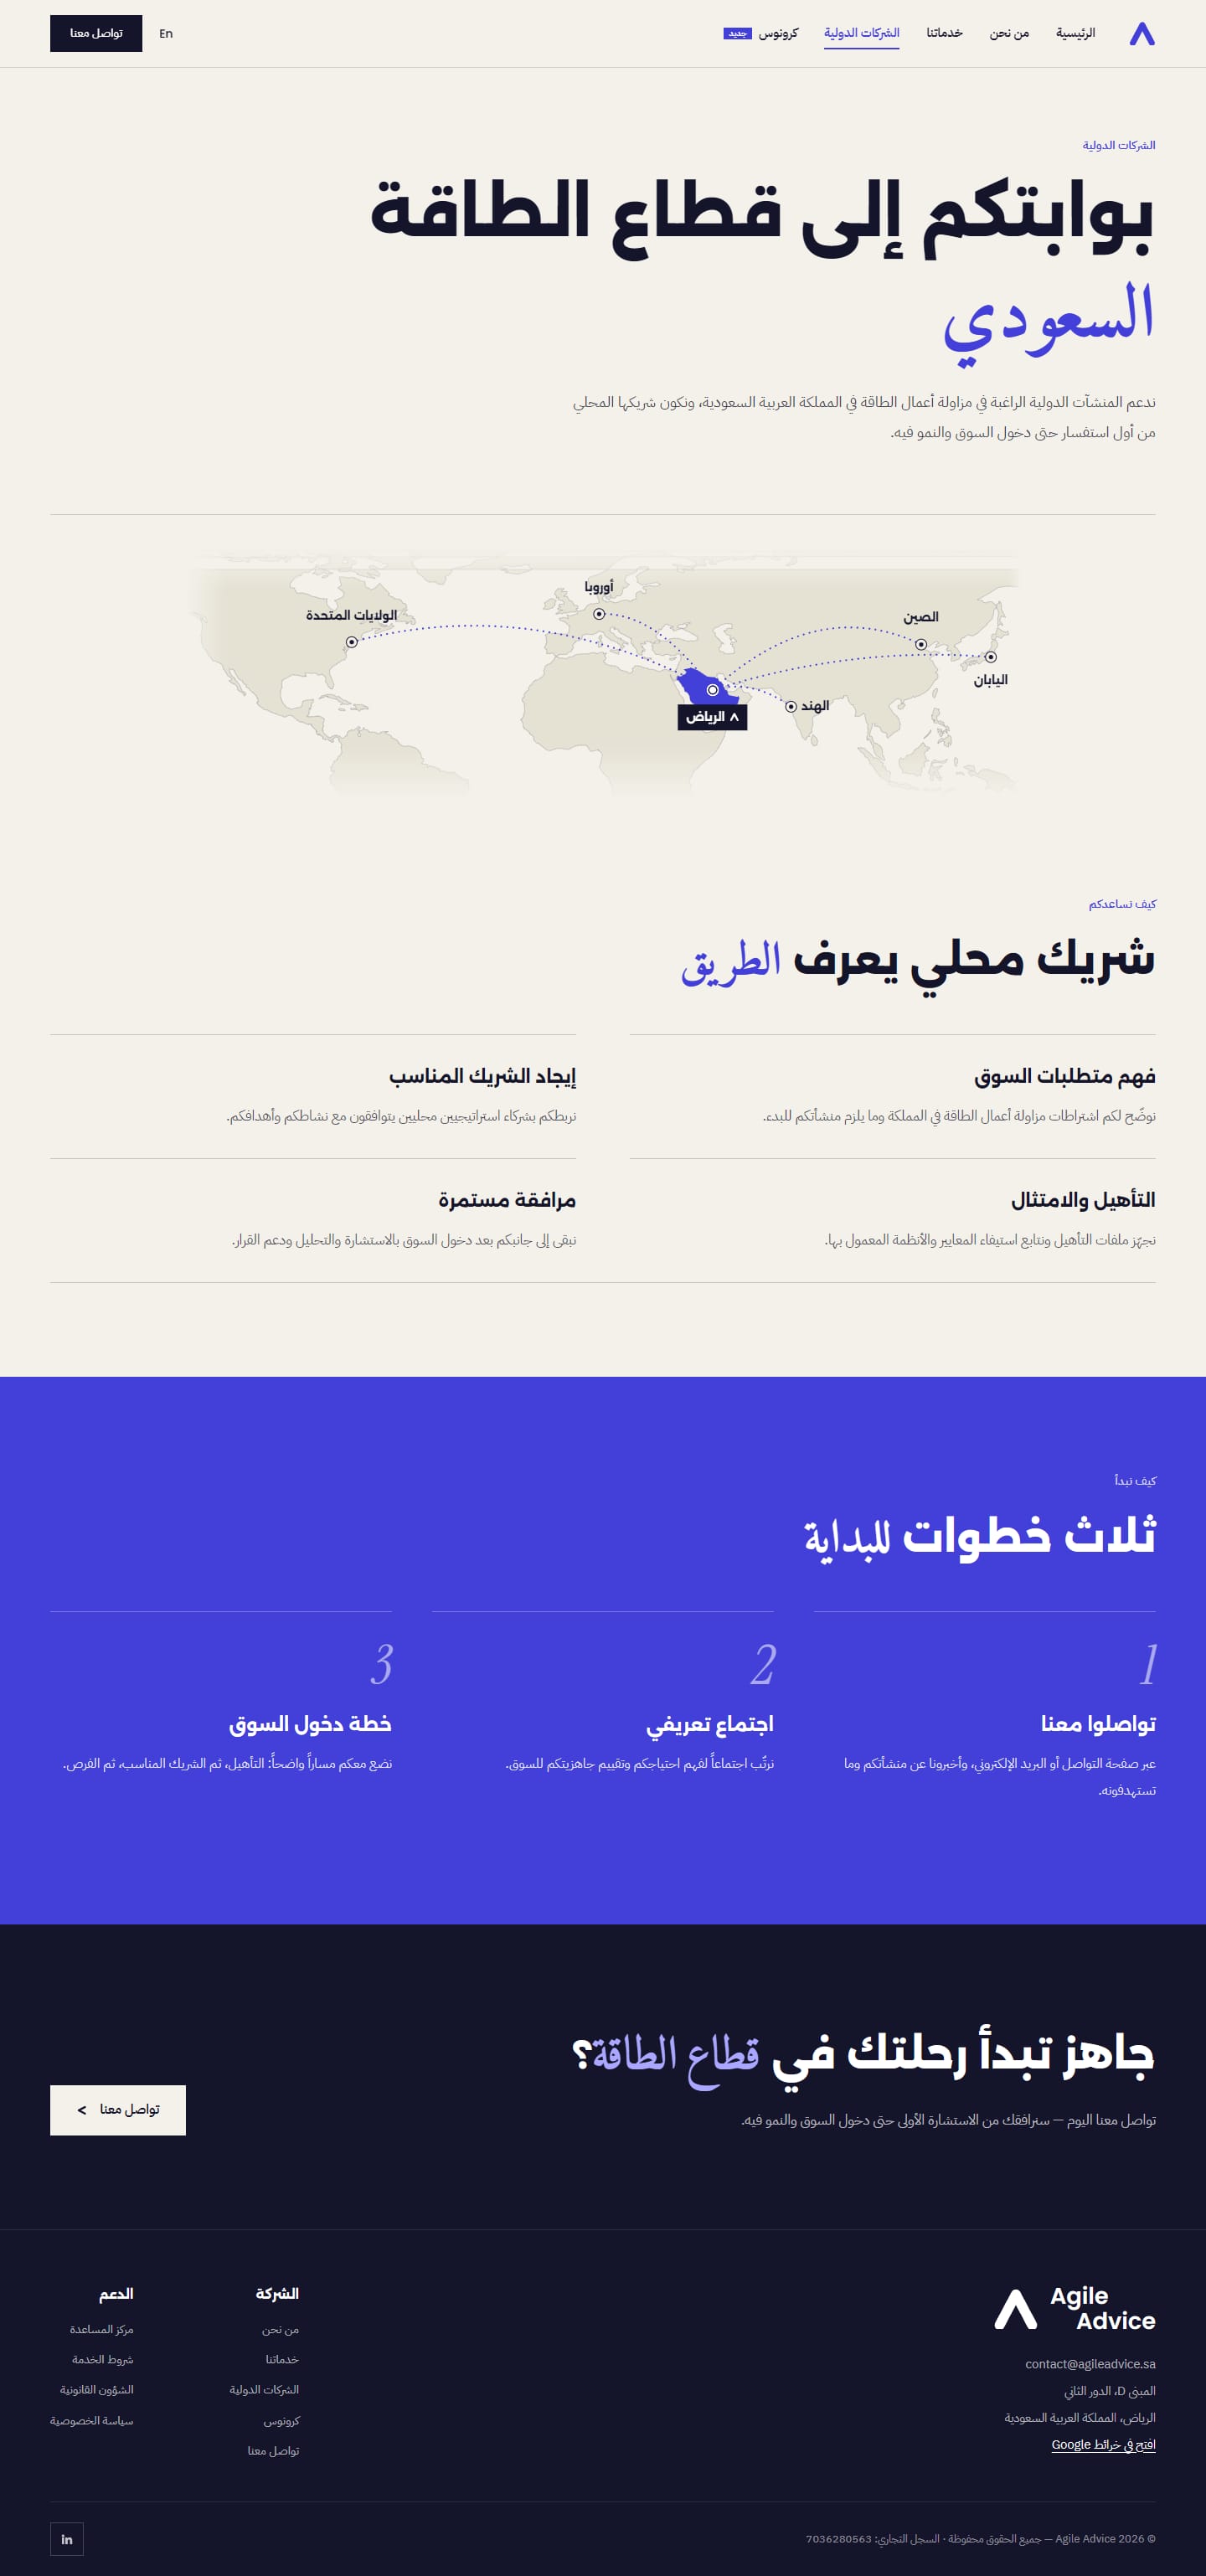 الرئيسية
من نحن
خدماتنا
الشركات الدولية
كرونوس جديد
En
تواصل معنا
الشركات الدولية
بوابتكم إلى قطاع الطاقة
السعودي
ندعم المنشآت الدولية الراغبة في مزاولة أعمال الطاقة في المملكة العربية السعودية، ونكون شريكها المحلي
من أول استفسار حتى دخول السوق والنمو فيه.
أوروبا
الولايات المتحدة
الصين
اليابان
الهند
الرياض
كيف نساعدكم
شريك محلي يعرف الطريق
فهم متطلبات السوق
نوضّح لكم اشتراطات مزاولة أعمال الطاقة في المملكة وما يلزم منشأتكم للبدء.
إيجاد الشريك المناسب
نربطكم بشركاء استراتيجيين محليين يتوافقون مع نشاطكم وأهدافكم.
التأهيل والامتثال
نجهّز ملفات التأهيل ونتابع استيفاء المعايير والأنظمة المعمول بها.
مرافقة مستمرة
نبقى إلى جانبكم بعد دخول السوق بالاستشارة والتحليل ودعم القرار.
كيف نبدأ
ثلاث خطوات للبداية
1
تواصلوا معنا
عبر صفحة التواصل أو البريد الإلكتروني، وأخبرونا عن منشأتكم وما
تستهدفونه.
2
اجتماع تعريفي
نرتّب اجتماعاً لفهم احتياجكم وتقييم جاهزيتكم للسوق.
3
خطة دخول السوق
نضع معكم مساراً واضحاً: التأهيل، ثم الشريك المناسب، ثم الفرص.
جاهز تبدأ رحلتك في قطاع الطاقة؟
تواصل معنا اليوم — سنرافقك من الاستشارة الأولى حتى دخول السوق والنمو فيه.
تواصل معنا >
Agile
Advice
contact@agileadvice.sa
المبنى D، الدور الثاني
الرياض، المملكة العربية السعودية
افتح في خرائط Google
الشركة
من نحن
خدماتنا
الشركات الدولية
كرونوس
تواصل معنا
الدعم
مركز المساعدة
شروط الخدمة
الشؤون القانونية
سياسة الخصوصية
© 2026 Agile Advice — جميع الحقوق محفوظة · السجل التجاري: 7036280563
in